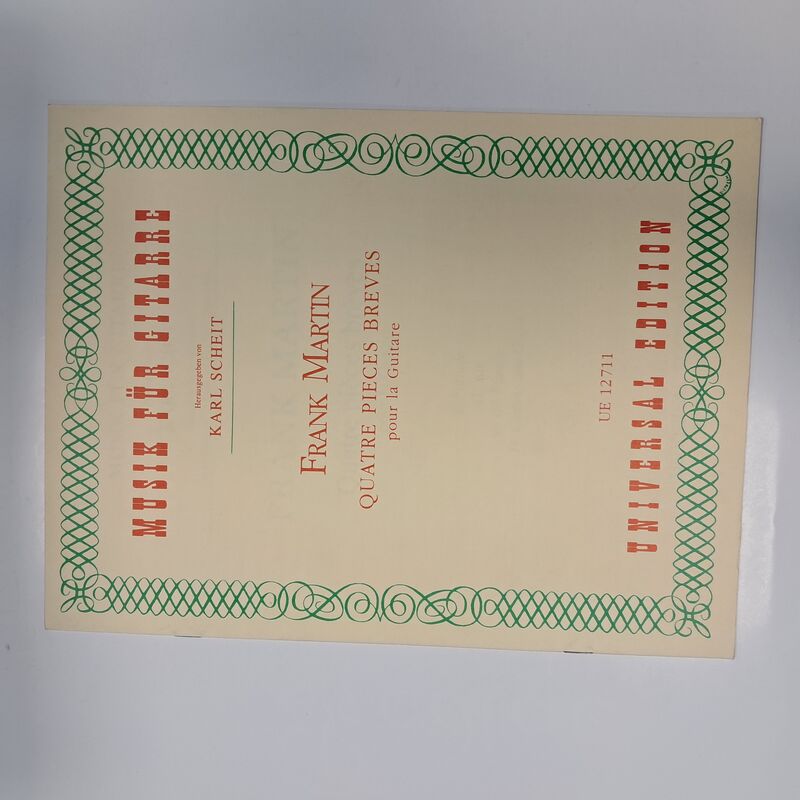 MUSIK FÜR GITARRE
Herausgegeben von
KARL SCHEIT
FRANK MARTIN
QUATRE PIECES BREVES
pour la Guitare
UE 12711
UNIVERSAL EDITION